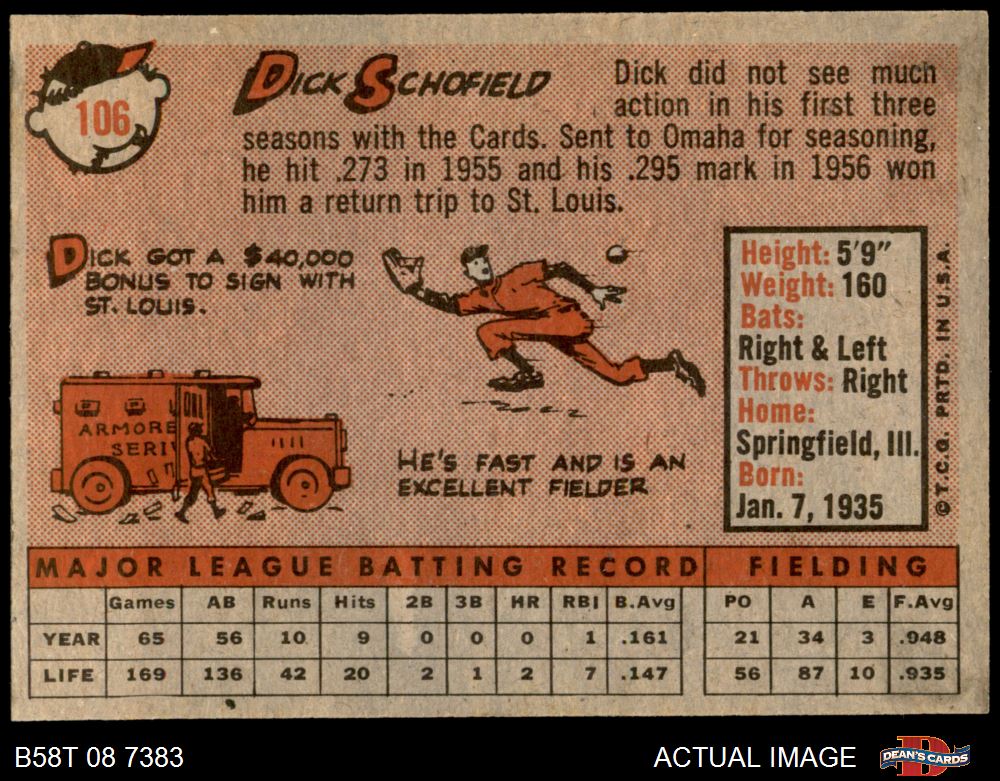 106
DICK SCHOFIELD
Dick did not see much
action in his first three
seasons with the Cards. Sent to Omaha for seasoning,
he hit .273 in 1955 and his .295 mark in 1956 won
him a return trip to St. Louis.
DICK GOT A $40,000
BONUS TO SIGN WITH
ST. LOUIS.
ARMORE
SERI
HE'S FAST AND IS AN
EXCELLENT FIELDER
Height: 5'9"
Weight: 160
Bats:
Right & Left
Throws: Right
Home:
Springfield, Ill.
Born:
Jan. 7, 1935
© T.C.G. PRTD. IN U.S.A.
MAJOR LEAGUE BATTING RECORD FIELDING
Games AB Runs Hits 2B 3B HR RBI B.Avg PO A E F.Avg
YEAR 65 56 10 9 0 0 0 1 .161 21 34 3 .948
LIFE 169 136 42 20 2 1 2 7 .147 56 87 10 .935
B58T 08 7383 ACTUAL IMAGE DEAN'S CARDS